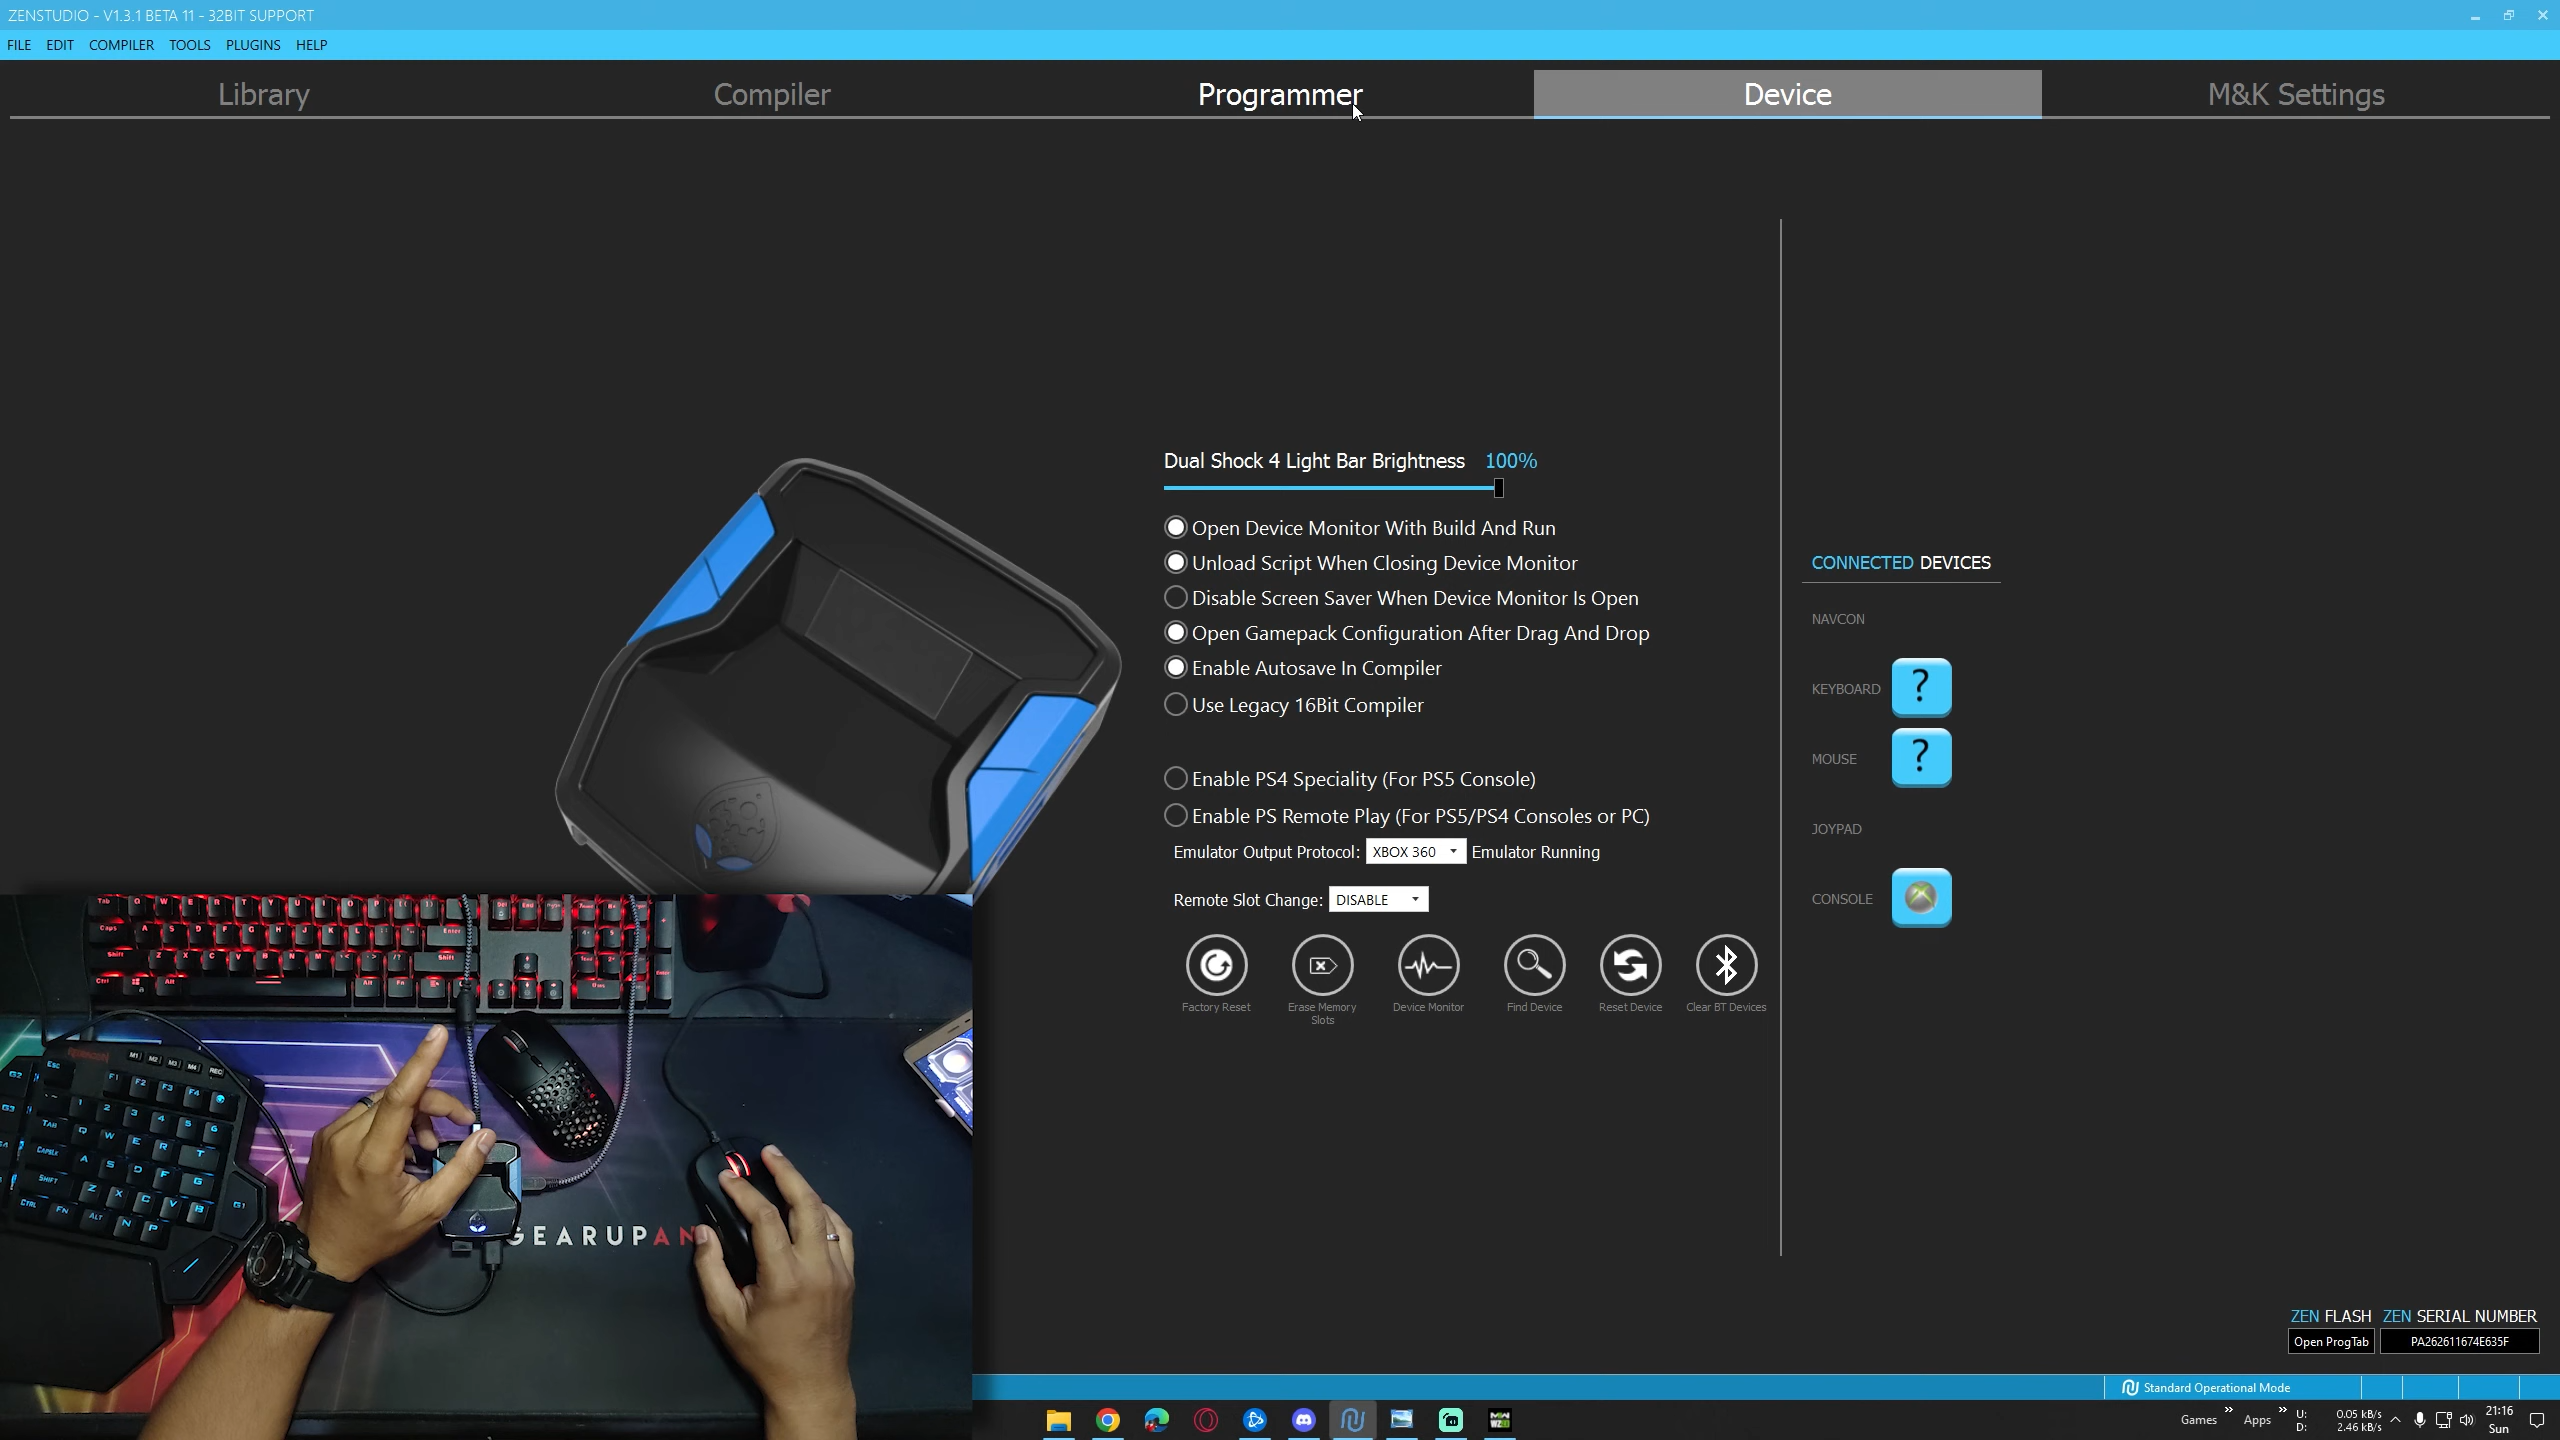 ZENSTUDIO - V1.3.1 BETA 11 - 32BIT SUPPORT
FILE EDIT COMPILER TOOLS PLUGINS HELP
Library Compiler Programmer Device M&K Settings
Dual Shock 4 Light Bar Brightness 100%
Open Device Monitor With Build And Run
Unload Script When Closing Device Monitor
Disable Screen Saver When Device Monitor Is Open
Open Gamepack Configuration After Drag And Drop
Enable Autosave In Compiler
Use Legacy 16Bit Compiler
Enable PS4 Speciality (For PS5 Console)
Enable PS Remote Play (For PS5/PS4 Consoles or PC)
Emulator Output Protocol: XBOX 360 Emulator Running
Remote Slot Change: DISABLE
Factory Reset
Erase Memory
Slots
Device Monitor
Find Device
Reset Device
Clear BT Devices
CONNECTED DEVICES
NAVCON
KEYBOARD ?
MOUSE ?
JOYPAD
CONSOLE
ZEN FLASH ZEN SERIAL NUMBER
Open ProgTab PA262611674E635F
Standard Operational Mode
GEARUPAN
Games Apps
U: 0.05 kB/s
D: 2.46 kB/s
21:16
Sun